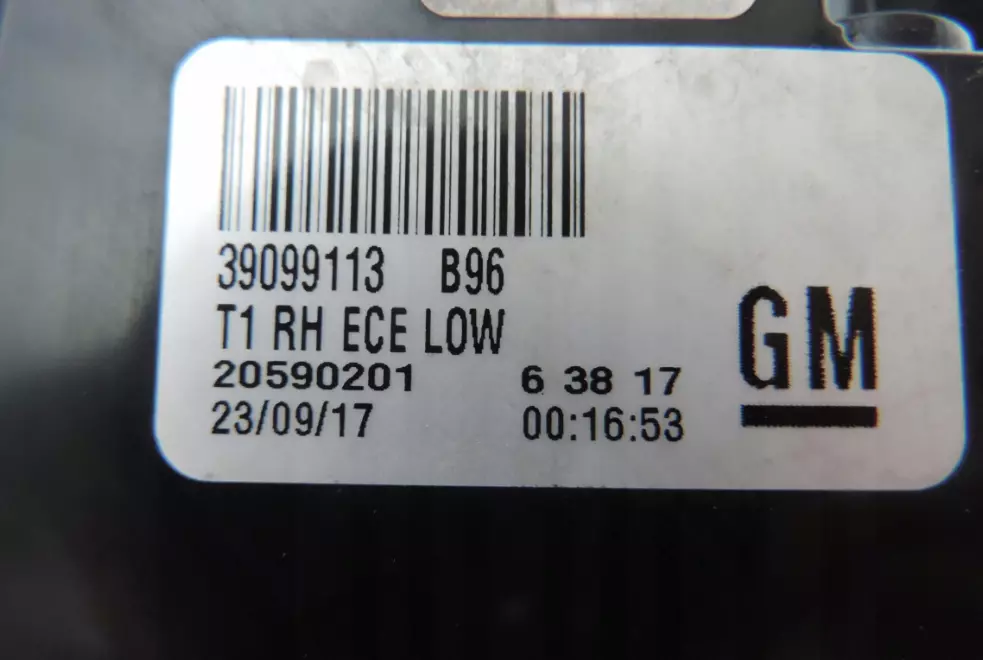 39099113 B96
T1 RH ECE LOW
20590201 6 38 17
23/09/17 00:16:53
GM